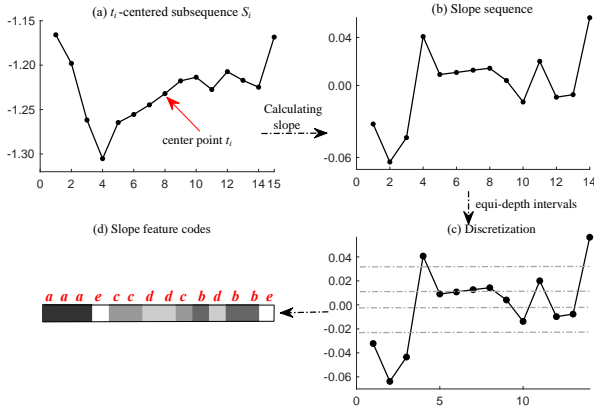 (a) tᵢ-centered subsequence Sᵢ
-1.15
-1.20
-1.25
-1.30
0 2 4 6 8 10 12 14 15
center point tᵢ
Calculating
slope
(b) Slope sequence
0.00
-0.06
0 2 4 6 8 10 12 14
equi-depth intervals
(d) Slope feature codes
a a a e c c d d c b d b b e
(c) Discretization
0.04
0.02
0.00
-0.02
-0.04
-0.06
0 5 10